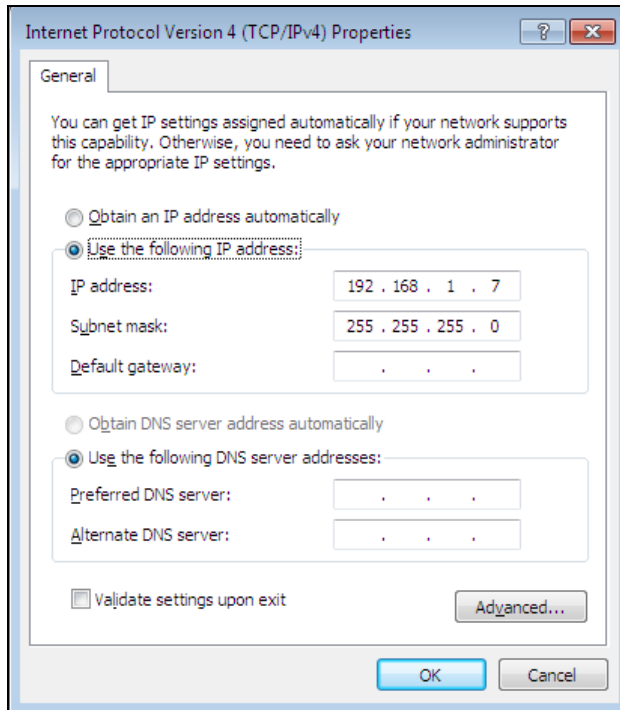 Internet Protocol Version 4 (TCP/IPv4) Properties
General
You can get IP settings assigned automatically if your network supports
this capability. Otherwise, you need to ask your network administrator
for the appropriate IP settings.
Obtain an IP address automatically
Use the following IP address:
IP address: 192 . 168 . 1 . 7
Subnet mask: 255 . 255 . 255 . 0
Default gateway: . . .
Obtain DNS server address automatically
Use the following DNS server addresses:
Preferred DNS server: . . .
Alternate DNS server: . . .
Validate settings upon exit
Advanced...
OK Cancel